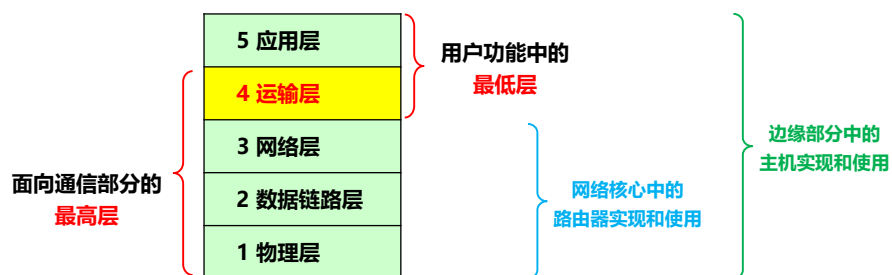 5 应用层
4 运输层
3 网络层
2 数据链路层
1 物理层
面向通信部分的
最高层
用户功能中的
最低层
网络核心中的
路由器实现和使用
边缘部分中的
主机实现和使用